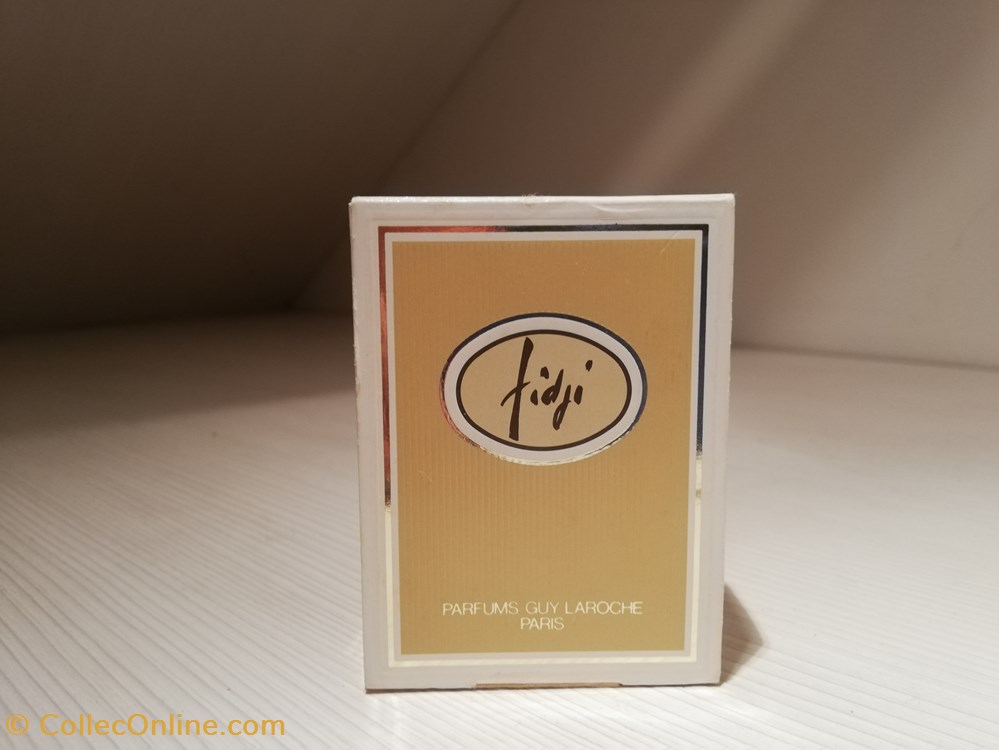 fidji
PARFUMS GUY LAROCHE
PARIS
© CollecOnline.com